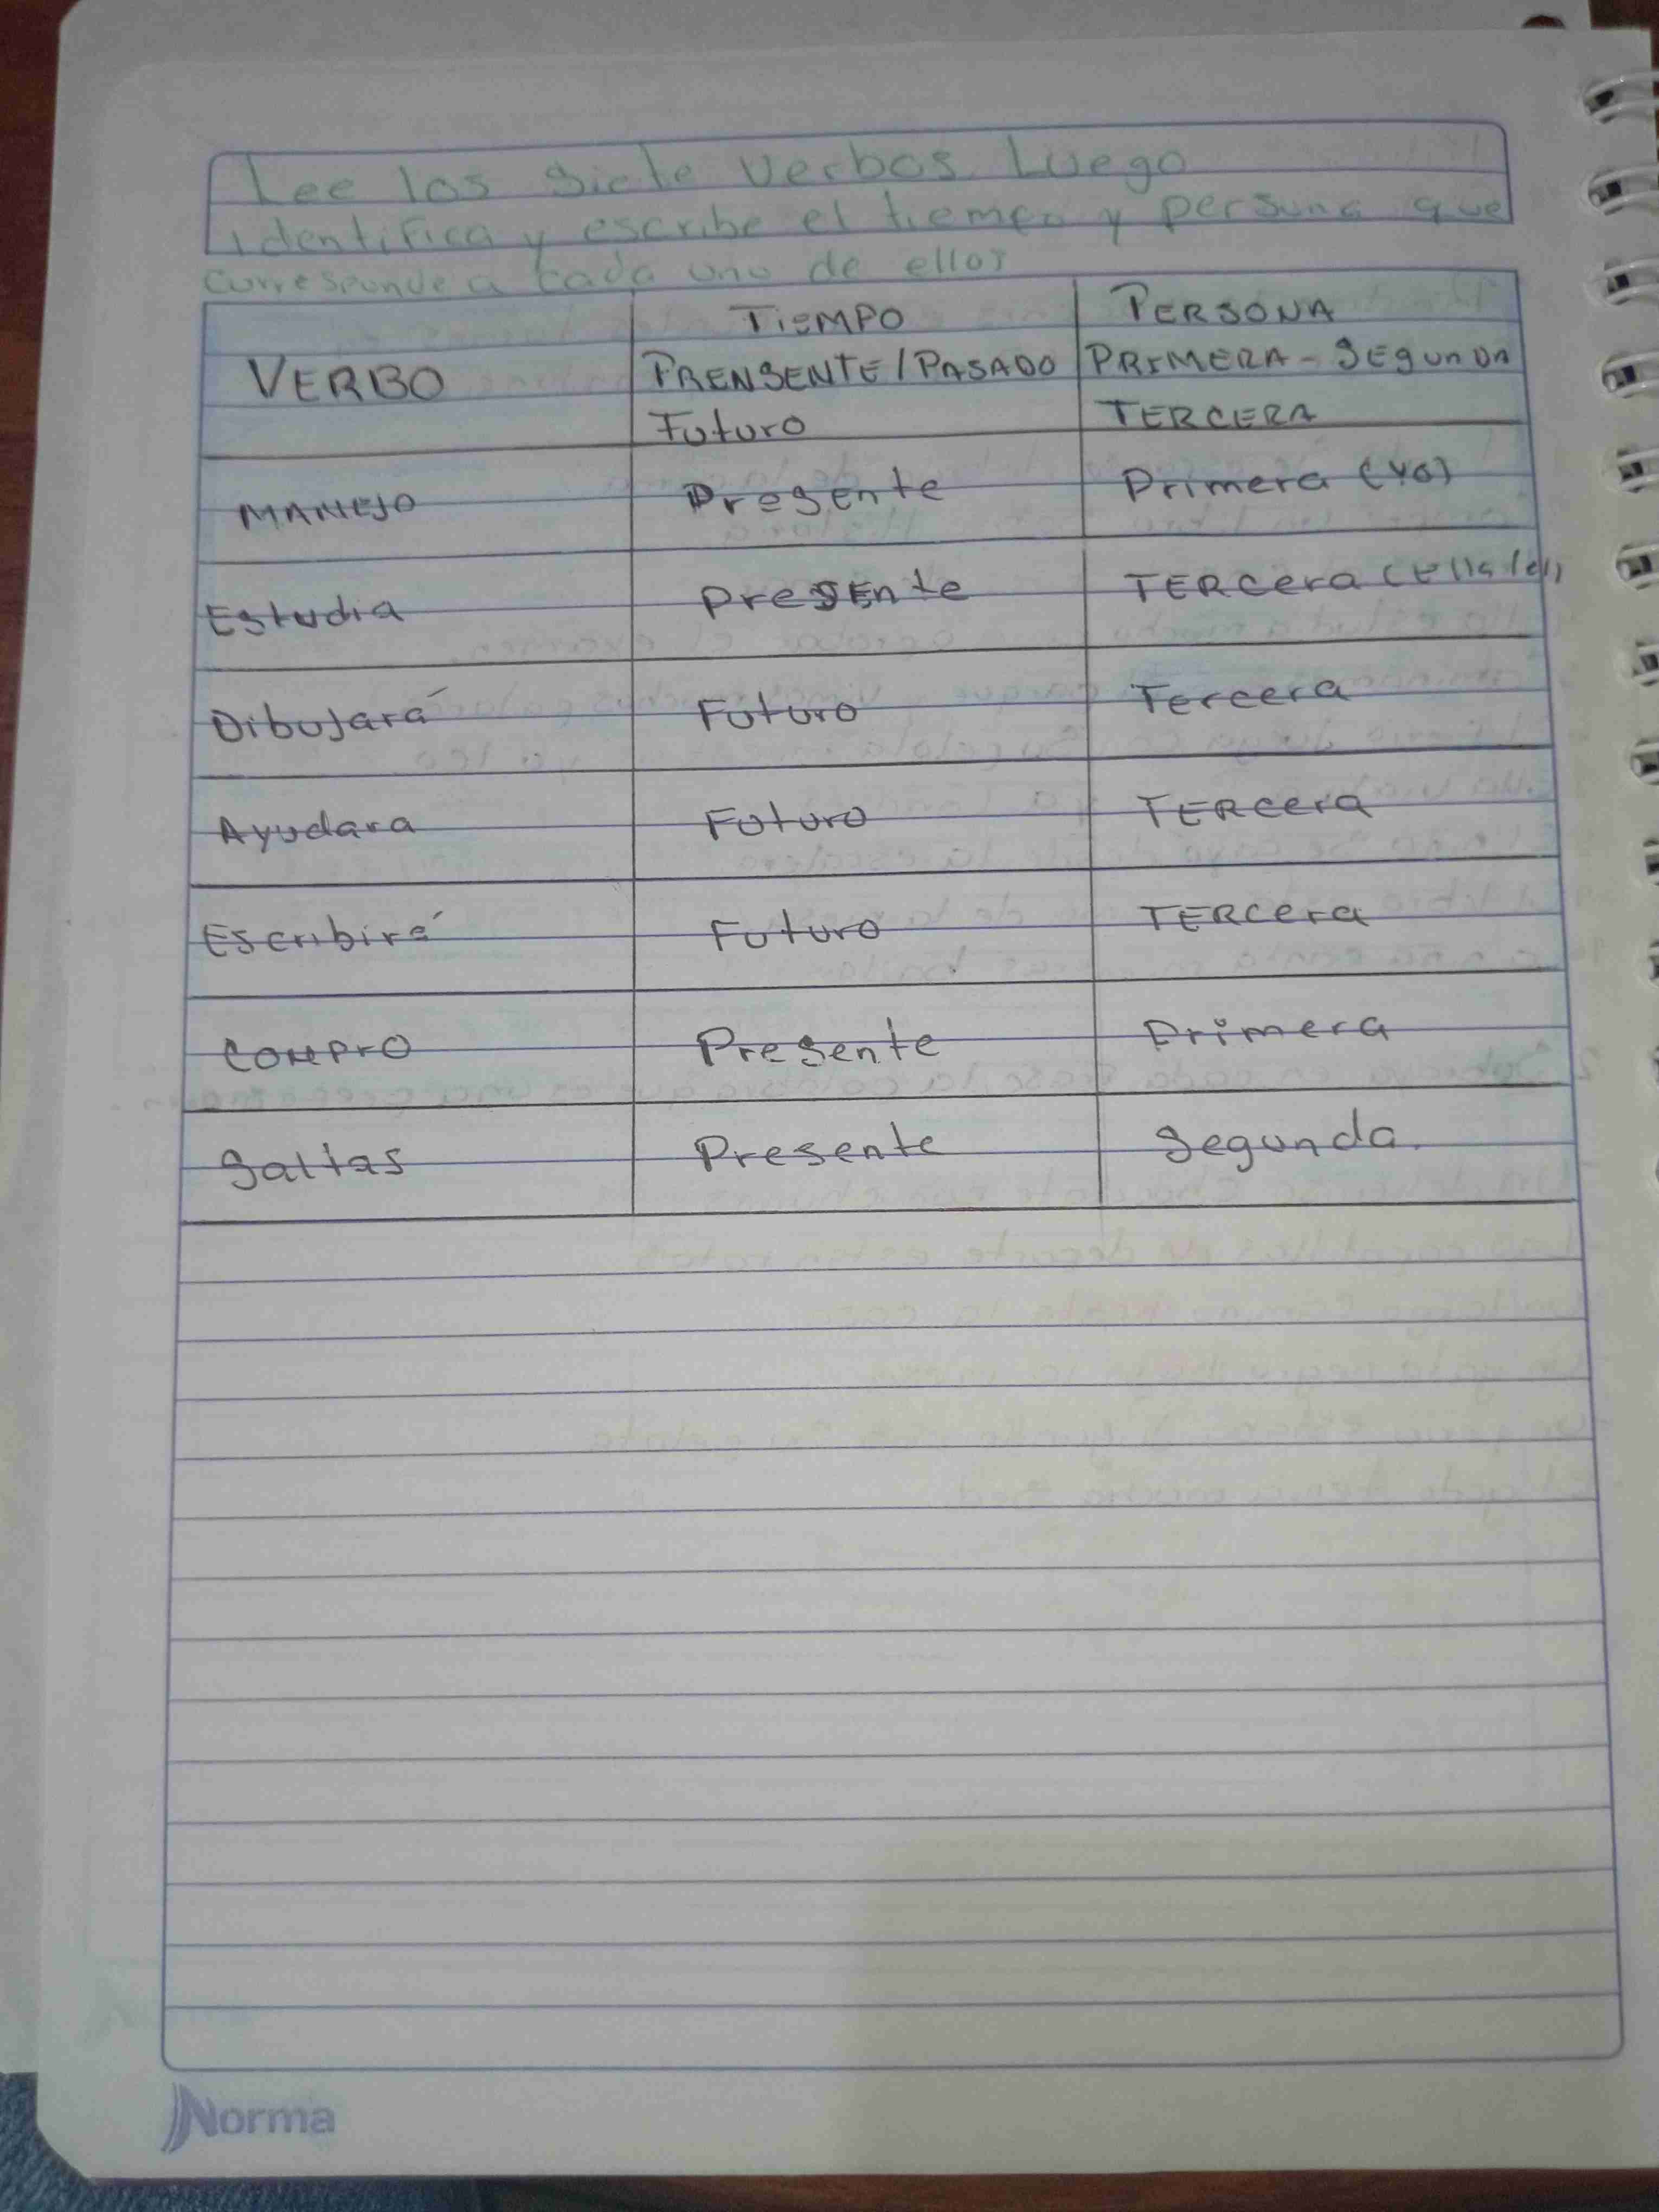 Lee los siete verbos Luego
identifica y escribe el tiempo y persona que
corresponde a cada uno de ellos
VERBO TIEMPO PRENSENTE/PASADO Futuro PERSONA PRIMERA - SEgunDA TERCERA
MANEJO Presente Primera (yo)
Estudia Presente TERcera (Ella/el)
Dibujará Futuro Tercera
Ayudara Futuro TERcera
Escribirá Futuro TERcera
COMPrO Presente Primera
Saltas Presente Segunda.
Norma